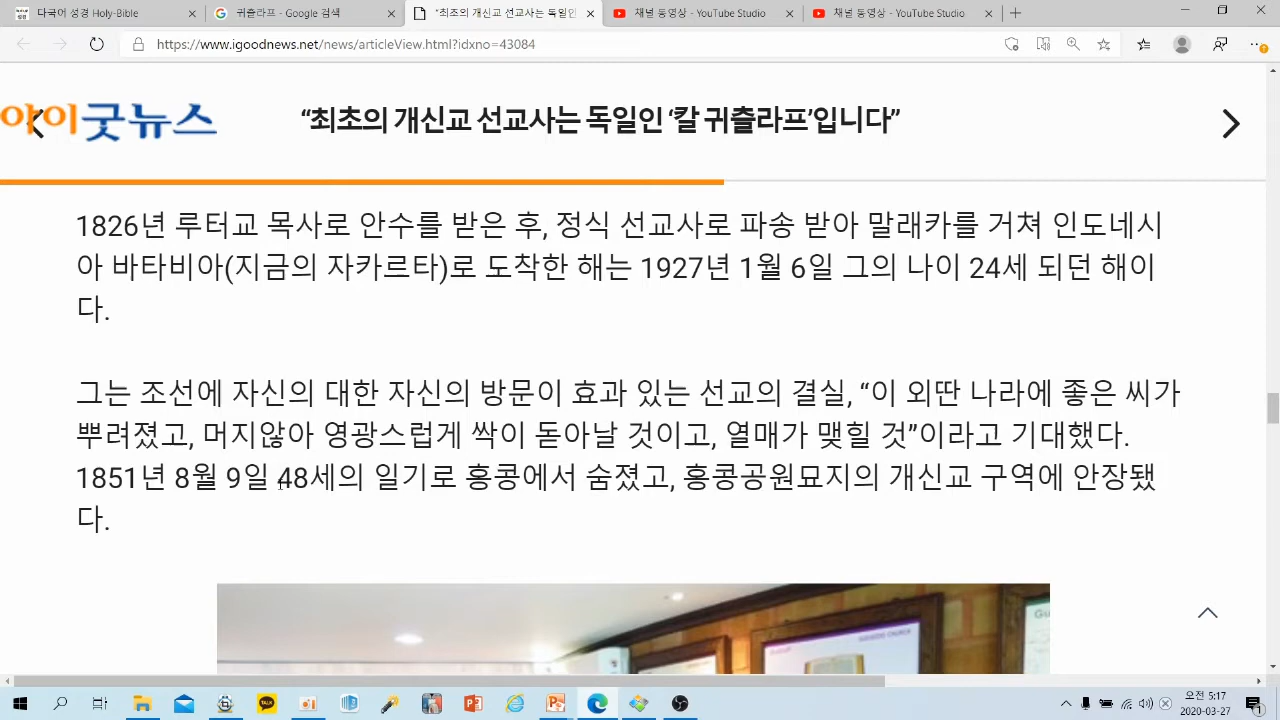 다국어 성경 Holy Bible
귀츨라프 - Google 검색
"최초의 개신교 선교사는 독일인
채널 동영상 - YouTube Studio
채널 동영상 - YouTube Studio
https://www.igoodnews.net/news/articleView.html?idxno=43084
아이굿뉴스
“최초의 개신교 선교사는 독일인 ‘칼 귀츨라프’입니다”
1826년 루터교 목사로 안수를 받은 후, 정식 선교사로 파송 받아 말래카를 거쳐 인도네시
아 바타비아(지금의 자카르타)로 도착한 해는 1927년 1월 6일 그의 나이 24세 되던 해이
다.
그는 조선에 자신의 대한 자신의 방문이 효과 있는 선교의 결실, “이 외딴 나라에 좋은 씨가
뿌려졌고, 머지않아 영광스럽게 싹이 돋아날 것이고, 열매가 맺힐 것”이라고 기대했다.
1851년 8월 9일 48세의 일기로 홍콩에서 숨졌고, 홍콩공원묘지의 개신교 구역에 안장됐
다.
TALK
오전 5:17
2020-03-27